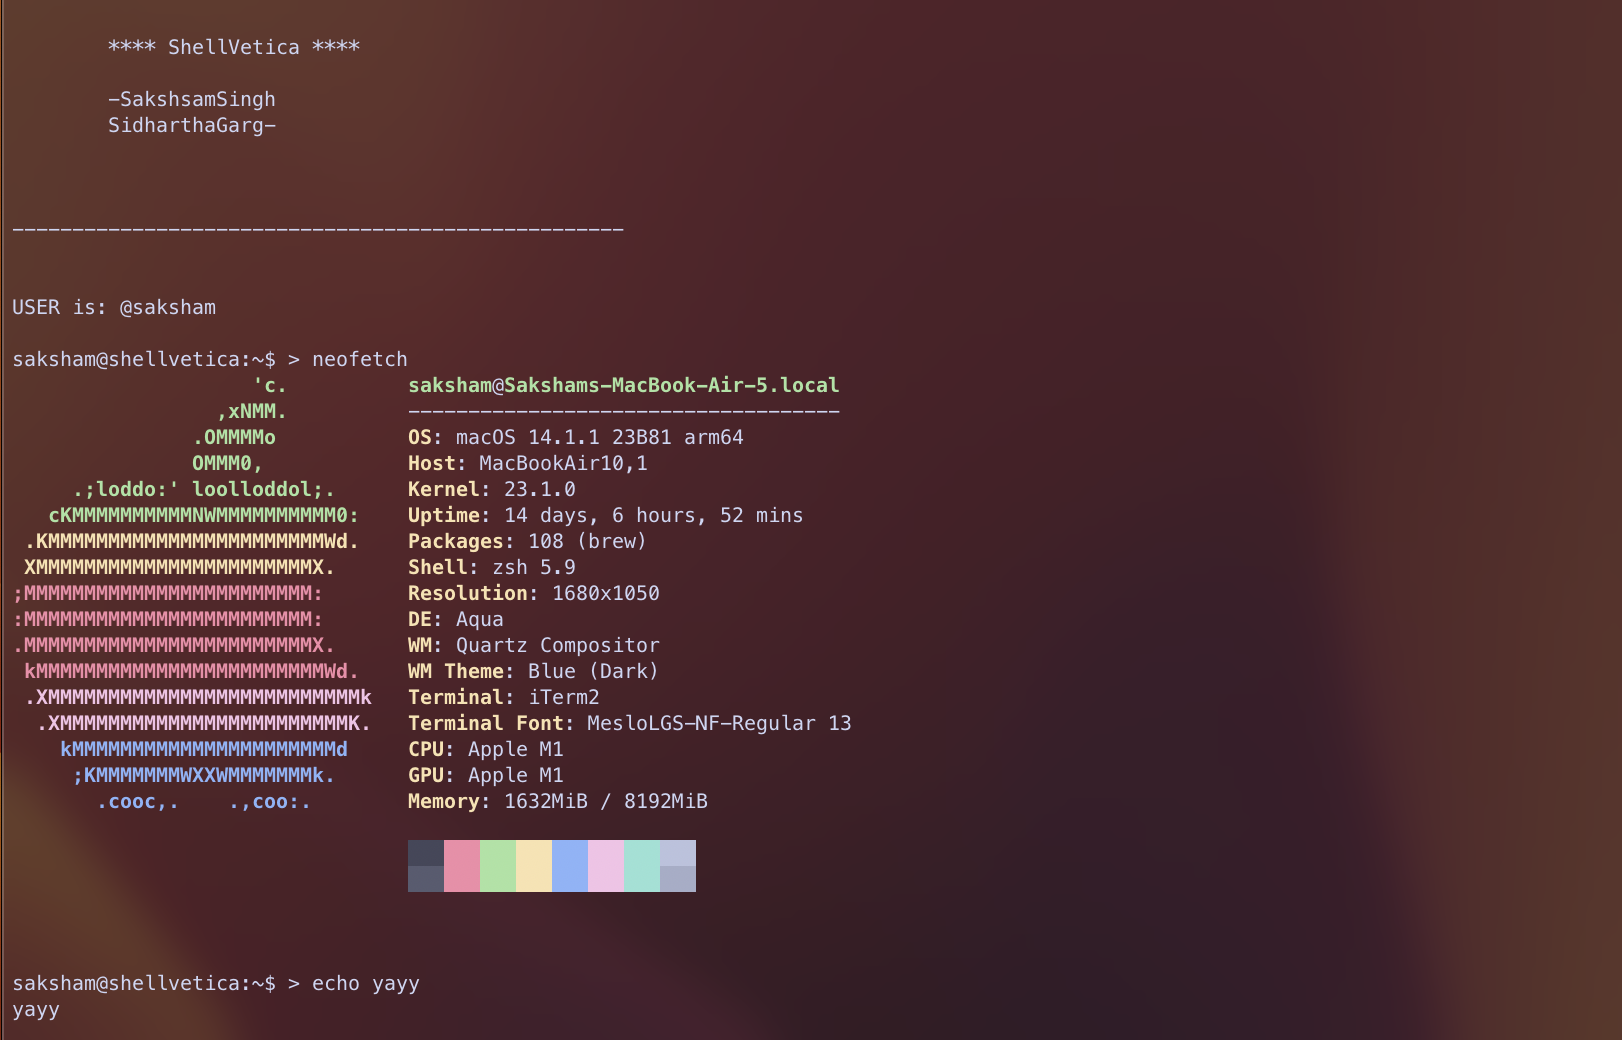 **** ShellVetica ****
-SakshsamSingh
SidharthaGarg-
---------------------------------------------------
USER is: @saksham
saksham@shellvetica:~$ > neofetch
                    'c.          saksham@Sakshams-MacBook-Air-5.local
                 ,xNMM.          ------------------------------------
               .OMMMMo           OS: macOS 14.1.1 23B81 arm64
               OMMM0,            Host: MacBookAir10,1
     .;loddo:' loolloddol;.      Kernel: 23.1.0
   cKMMMMMMMMMMNWMMMMMMMMMM0:    Uptime: 14 days, 6 hours, 52 mins
 .KMMMMMMMMMMMMMMMMMMMMMMMWd.    Packages: 108 (brew)
 XMMMMMMMMMMMMMMMMMMMMMMMX.      Shell: zsh 5.9
;MMMMMMMMMMMMMMMMMMMMMMMM:       Resolution: 1680x1050
:MMMMMMMMMMMMMMMMMMMMMMMM:       DE: Aqua
.MMMMMMMMMMMMMMMMMMMMMMMMX.      WM: Quartz Compositor
 kMMMMMMMMMMMMMMMMMMMMMMMMWd.    WM Theme: Blue (Dark)
 .XMMMMMMMMMMMMMMMMMMMMMMMMMMk   Terminal: iTerm2
  .XMMMMMMMMMMMMMMMMMMMMMMMMK.   Terminal Font: MesloLGS-NF-Regular 13
    kMMMMMMMMMMMMMMMMMMMMMMd     CPU: Apple M1
     ;KMMMMMMMWXXWMMMMMMMk.      GPU: Apple M1
       .cooc,.    .,coo:.        Memory: 1632MiB / 8192MiB
saksham@shellvetica:~$ > echo yayy
yayy